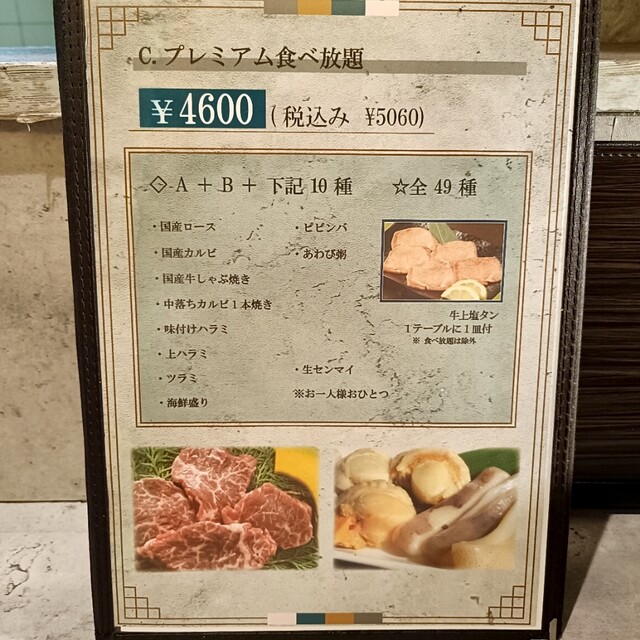 C.プレミアム食べ放題
¥4600 (税込み ¥5060)
◇ A + B + 下記10種 ☆全49種
・国産ロース
・国産カルビ
・国産牛しゃぶ焼き
・中落ちカルビ1本焼き
・味付けハラミ
・上ハラミ
・ツラミ
・海鮮盛り
・ビビンバ
・あわび粥
・生センマイ
※お一人様おひとつ
牛上塩タン
1テーブルに1皿付
※ 食べ放題は除外